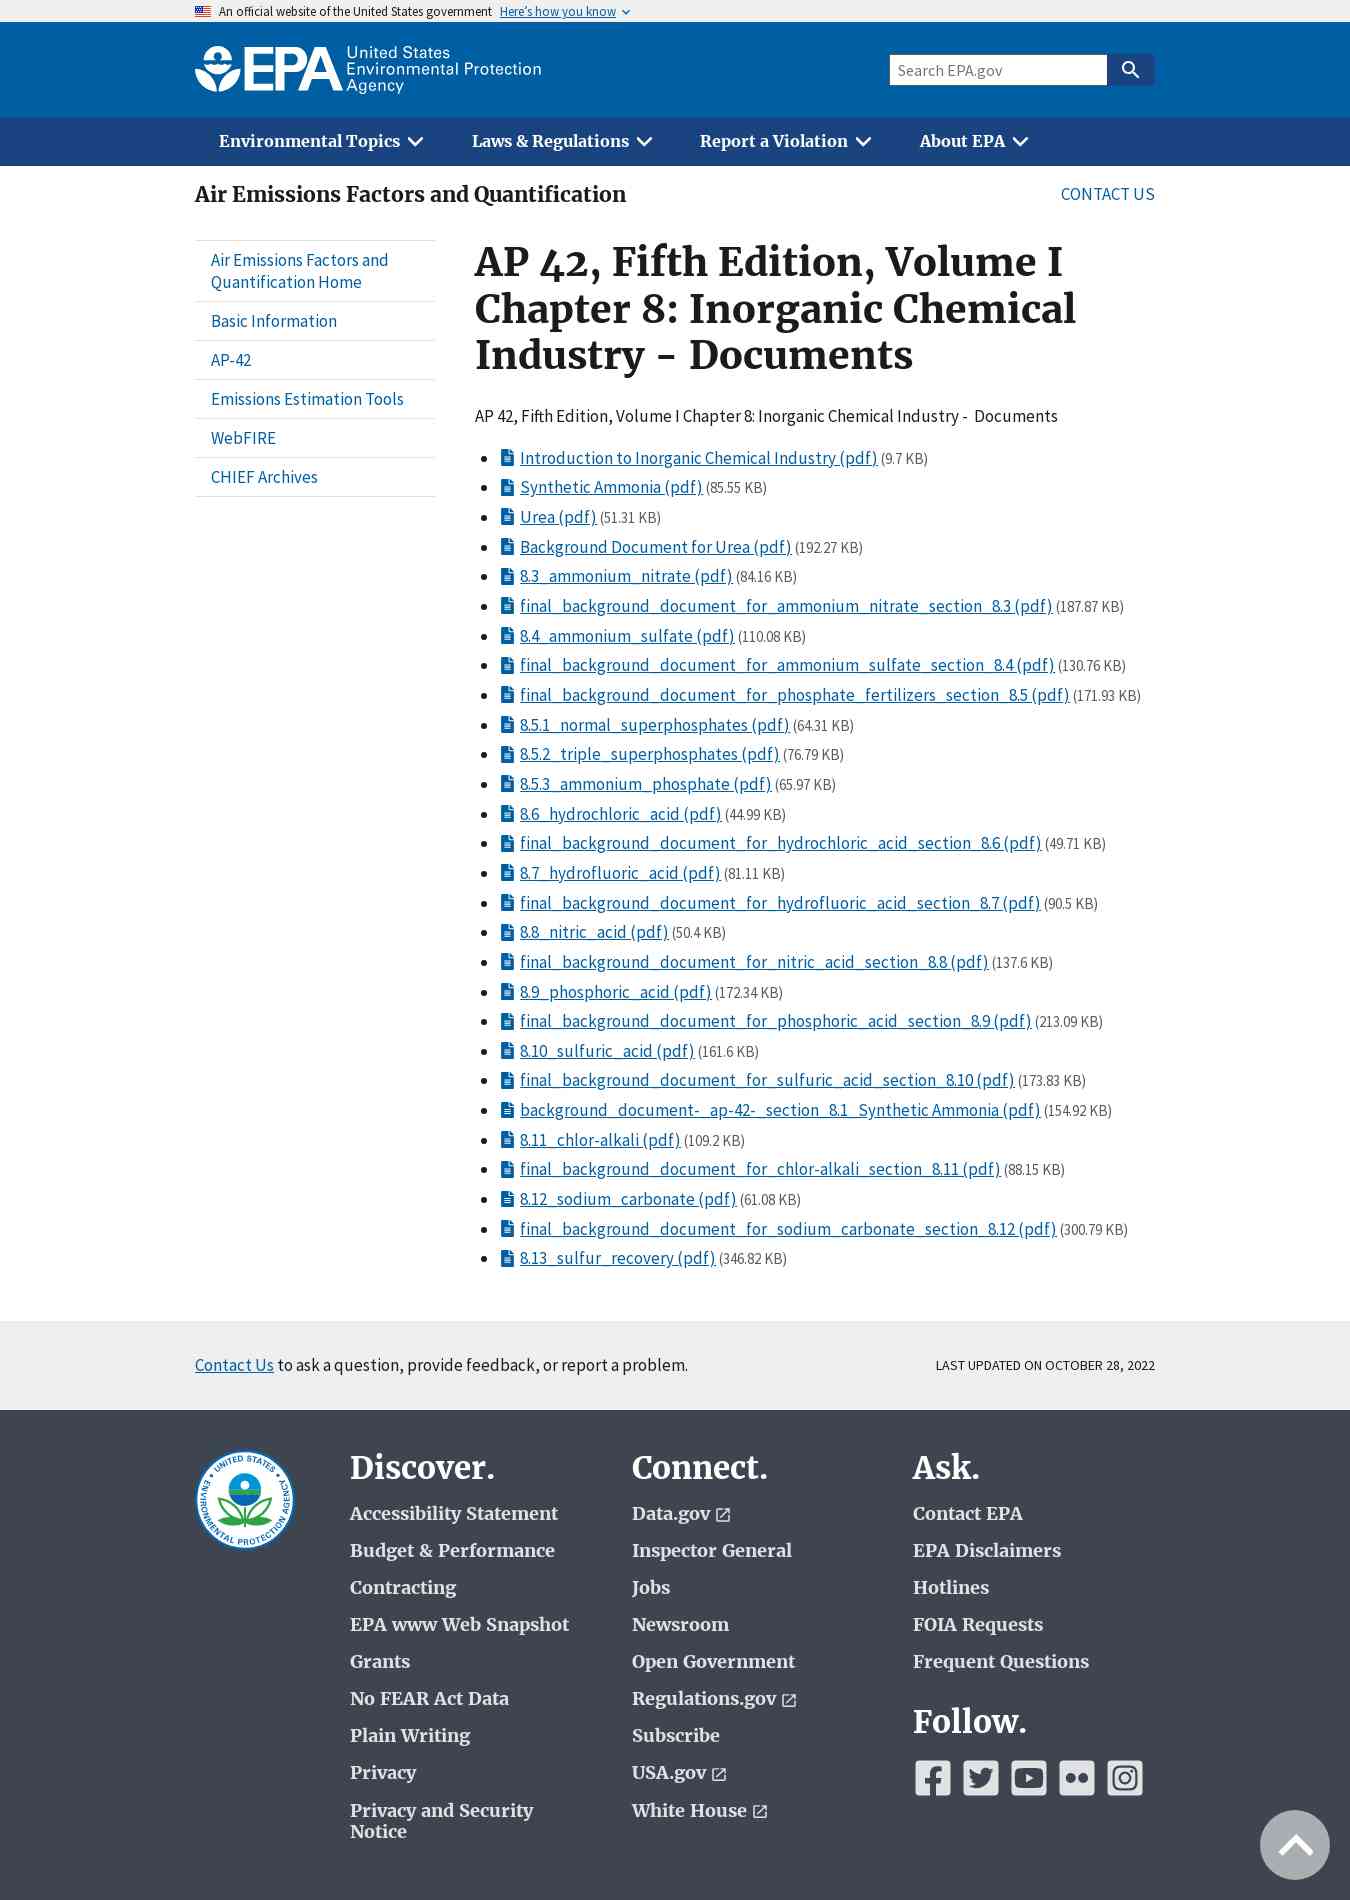 An official website of the United States government Here's how you know
EPA United States
Environmental Protection
Agency
Search EPA.gov
Environmental Topics Laws & Regulations Report a Violation About EPA
Air Emissions Factors and Quantification CONTACT US
Air Emissions Factors and
Quantification Home
Basic Information
AP-42
Emissions Estimation Tools
WebFIRE
CHIEF Archives
AP 42, Fifth Edition, Volume I
Chapter 8: Inorganic Chemical
Industry - Documents
AP 42, Fifth Edition, Volume I Chapter 8: Inorganic Chemical Industry - Documents
Introduction to Inorganic Chemical Industry (pdf) (9.7 KB)
Synthetic Ammonia (pdf) (85.55 KB)
Urea (pdf) (51.31 KB)
Background Document for Urea (pdf) (192.27 KB)
8.3_ammonium_nitrate (pdf) (84.16 KB)
final_background_document_for_ammonium_nitrate_section_8.3 (pdf) (187.87 KB)
8.4_ammonium_sulfate (pdf) (110.08 KB)
final_background_document_for_ammonium_sulfate_section_8.4 (pdf) (130.76 KB)
final_background_document_for_phosphate_fertilizers_section_8.5 (pdf) (171.93 KB)
8.5.1_normal_superphosphates (pdf) (64.31 KB)
8.5.2_triple_superphosphates (pdf) (76.79 KB)
8.5.3_ammonium_phosphate (pdf) (65.97 KB)
8.6_hydrochloric_acid (pdf) (44.99 KB)
final_background_document_for_hydrochloric_acid_section_8.6 (pdf) (49.71 KB)
8.7_hydrofluoric_acid (pdf) (81.11 KB)
final_background_document_for_hydrofluoric_acid_section_8.7 (pdf) (90.5 KB)
8.8_nitric_acid (pdf) (50.4 KB)
final_background_document_for_nitric_acid_section_8.8 (pdf) (137.6 KB)
8.9_phosphoric_acid (pdf) (172.34 KB)
final_background_document_for_phosphoric_acid_section_8.9 (pdf) (213.09 KB)
8.10_sulfuric_acid (pdf) (161.6 KB)
final_background_document_for_sulfuric_acid_section_8.10 (pdf) (173.83 KB)
background_document-_ap-42-_section_8.1_Synthetic Ammonia (pdf) (154.92 KB)
8.11_chlor-alkali (pdf) (109.2 KB)
final_background_document_for_chlor-alkali_section_8.11 (pdf) (88.15 KB)
8.12_sodium_carbonate (pdf) (61.08 KB)
final_background_document_for_sodium_carbonate_section_8.12 (pdf) (300.79 KB)
8.13_sulfur_recovery (pdf) (346.82 KB)
Contact Us to ask a question, provide feedback, or report a problem. LAST UPDATED ON OCTOBER 28, 2022
UNITED STATES
ENVIRONMENTAL PROTECTION AGENCY
Discover.
Accessibility Statement
Budget & Performance
Contracting
EPA www Web Snapshot
Grants
No FEAR Act Data
Plain Writing
Privacy
Privacy and Security
Notice
Connect.
Data.gov
Inspector General
Jobs
Newsroom
Open Government
Regulations.gov
Subscribe
USA.gov
White House
Ask.
Contact EPA
EPA Disclaimers
Hotlines
FOIA Requests
Frequent Questions
Follow.